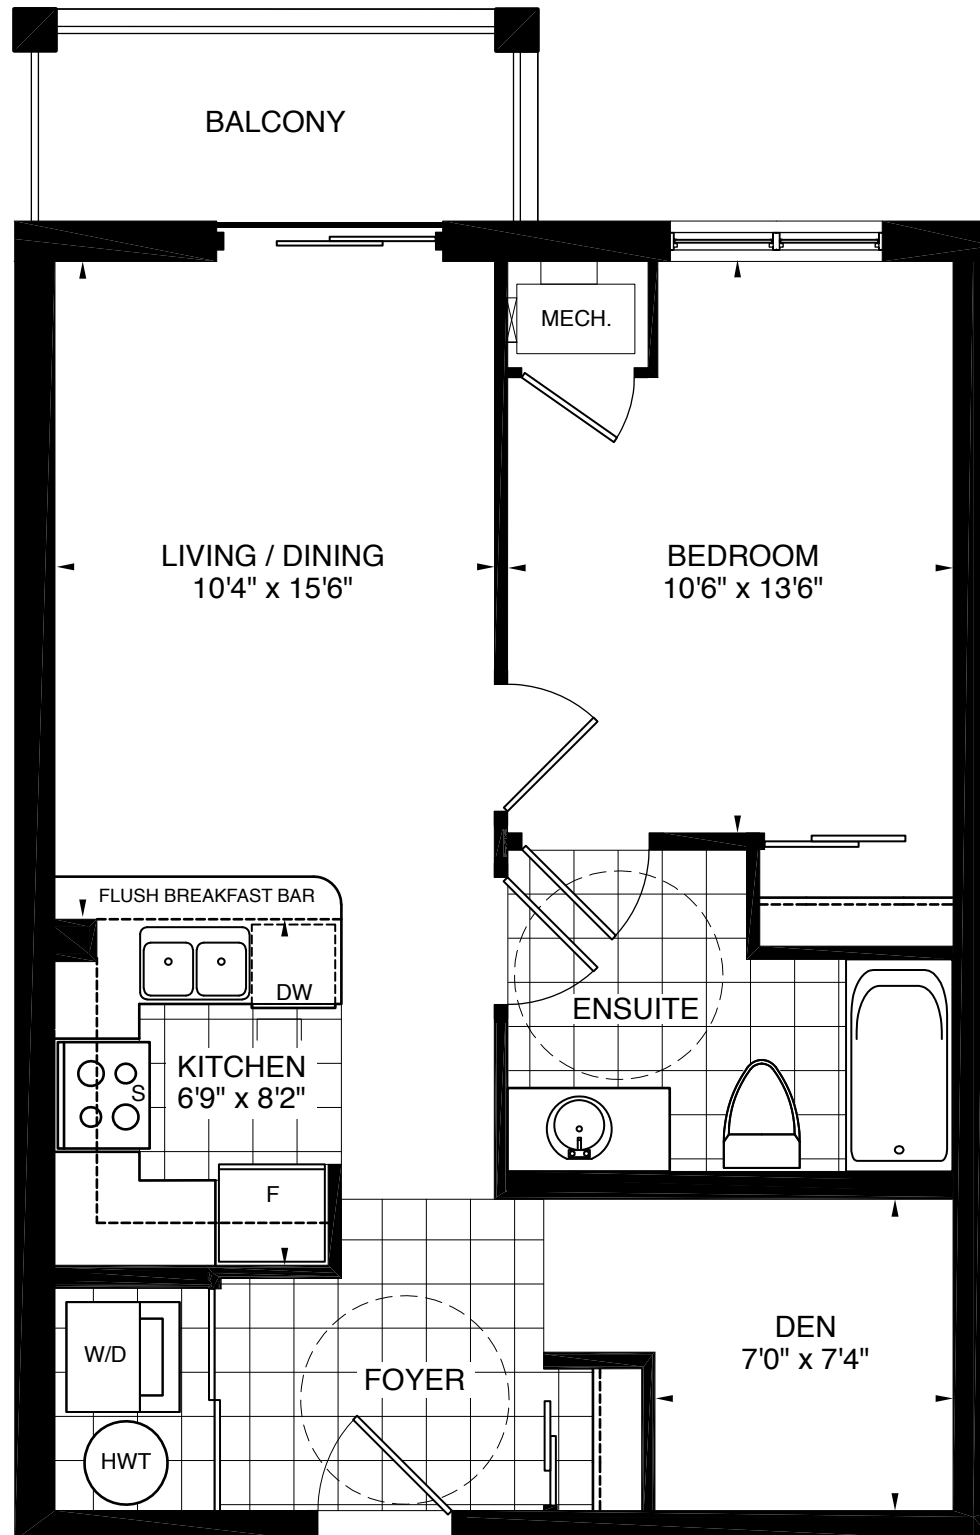 BALCONY
MECH.
LIVING / DINING
10'4" x 15'6"
BEDROOM
10'6" x 13'6"
FLUSH BREAKFAST BAR
DW
ENSUITE
KITCHEN
6'9" x 8'2"
S
F
DEN
7'0" x 7'4"
W/D
FOYER
HWT